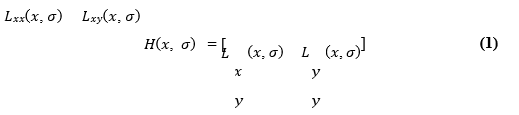 Lxx(x, σ) Lxy(x, σ)
H(x, σ) = [L (x, σ) L (x, σ)] (1)
x y
y y